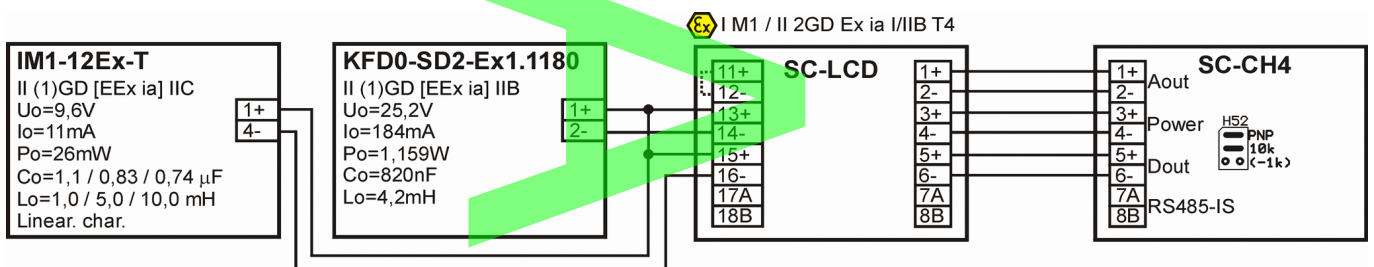 Ex I M1 / II 2GD Ex ia I/IIB T4
IM1-12Ex-T
II (1)GD [EEx ia] IIC
Uo=9,6V
Io=11mA
Po=26mW
Co=1,1 / 0,83 / 0,74 μF
Lo=1,0 / 5,0 / 10,0 mH
Linear. char.
1+
4-
KFD0-SD2-Ex1.1180
II (1)GD [EEx ia] IIB
Uo=25,2V
Io=184mA
Po=1,159W
Co=820nF
Lo=4,2mH
1+
2-
SC-LCD
11+
12-
13+
14-
15+
16-
17A
18B
1+
2-
3+
4-
5+
6-
7A
8B
SC-CH4
1+
2-
3+
4-
5+
6-
7A
8B
Aout
Power
Dout
RS485-IS
H52
PNP
10k
(-1k)